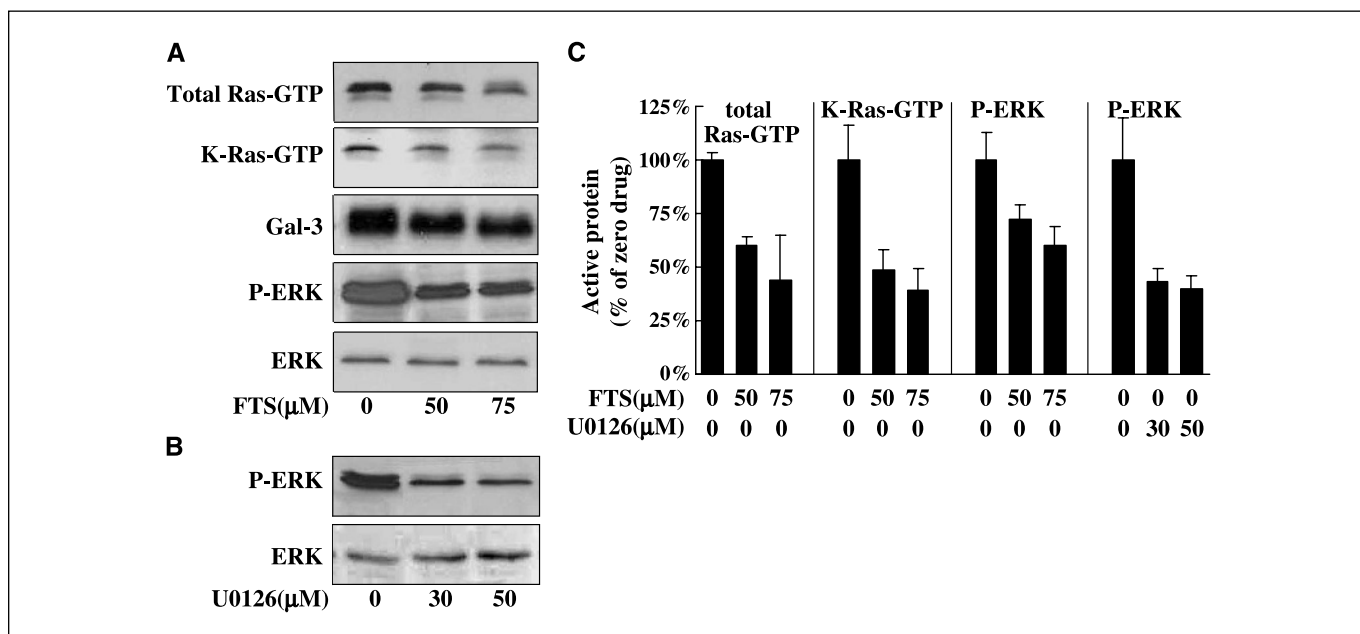 A
Total Ras-GTP
K-Ras-GTP
Gal-3
P-ERK
ERK
FTS(μM) 0 50 75
B
P-ERK
ERK
U0126(μM) 0 30 50
C
125%
100%
75%
50%
25%
0%
Active protein
(% of zero drug)
total
Ras-GTP
K-Ras-GTP
P-ERK
P-ERK
FTS(μM) 0 50 75 0 50 75 0 50 75 0 0 0
U0126(μM) 0 0 0 0 0 0 0 0 0 0 30 50